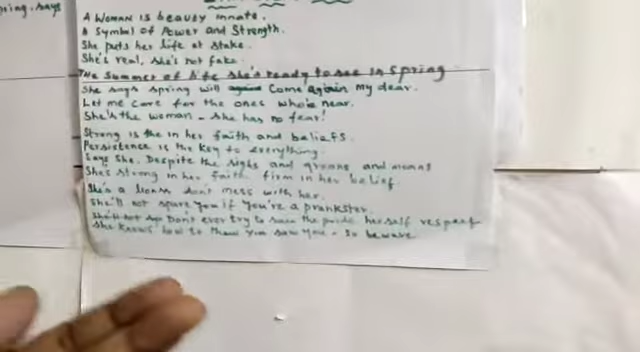 says
A Woman is beauty innate.
A symbol of Power and Strength.
She puts her life at stake.
She's real, she's not fake.
The Summer of life she's ready to see in Spring.
She says spring will come again my dear.
Let me care for the ones who're near.
She's the woman - she has no fear!
Strong is she in her faith and beliefs.
Persistence is the key to everything.
Says she. Despite the sighs and groans and moans
She's strong in her faith firm in her belief.
She's a lioness don't mess with her.
She'll not spare you if you're a prankster.
Don't ever try to the pride her self respect
She knows how to thaw you saw you - so beware